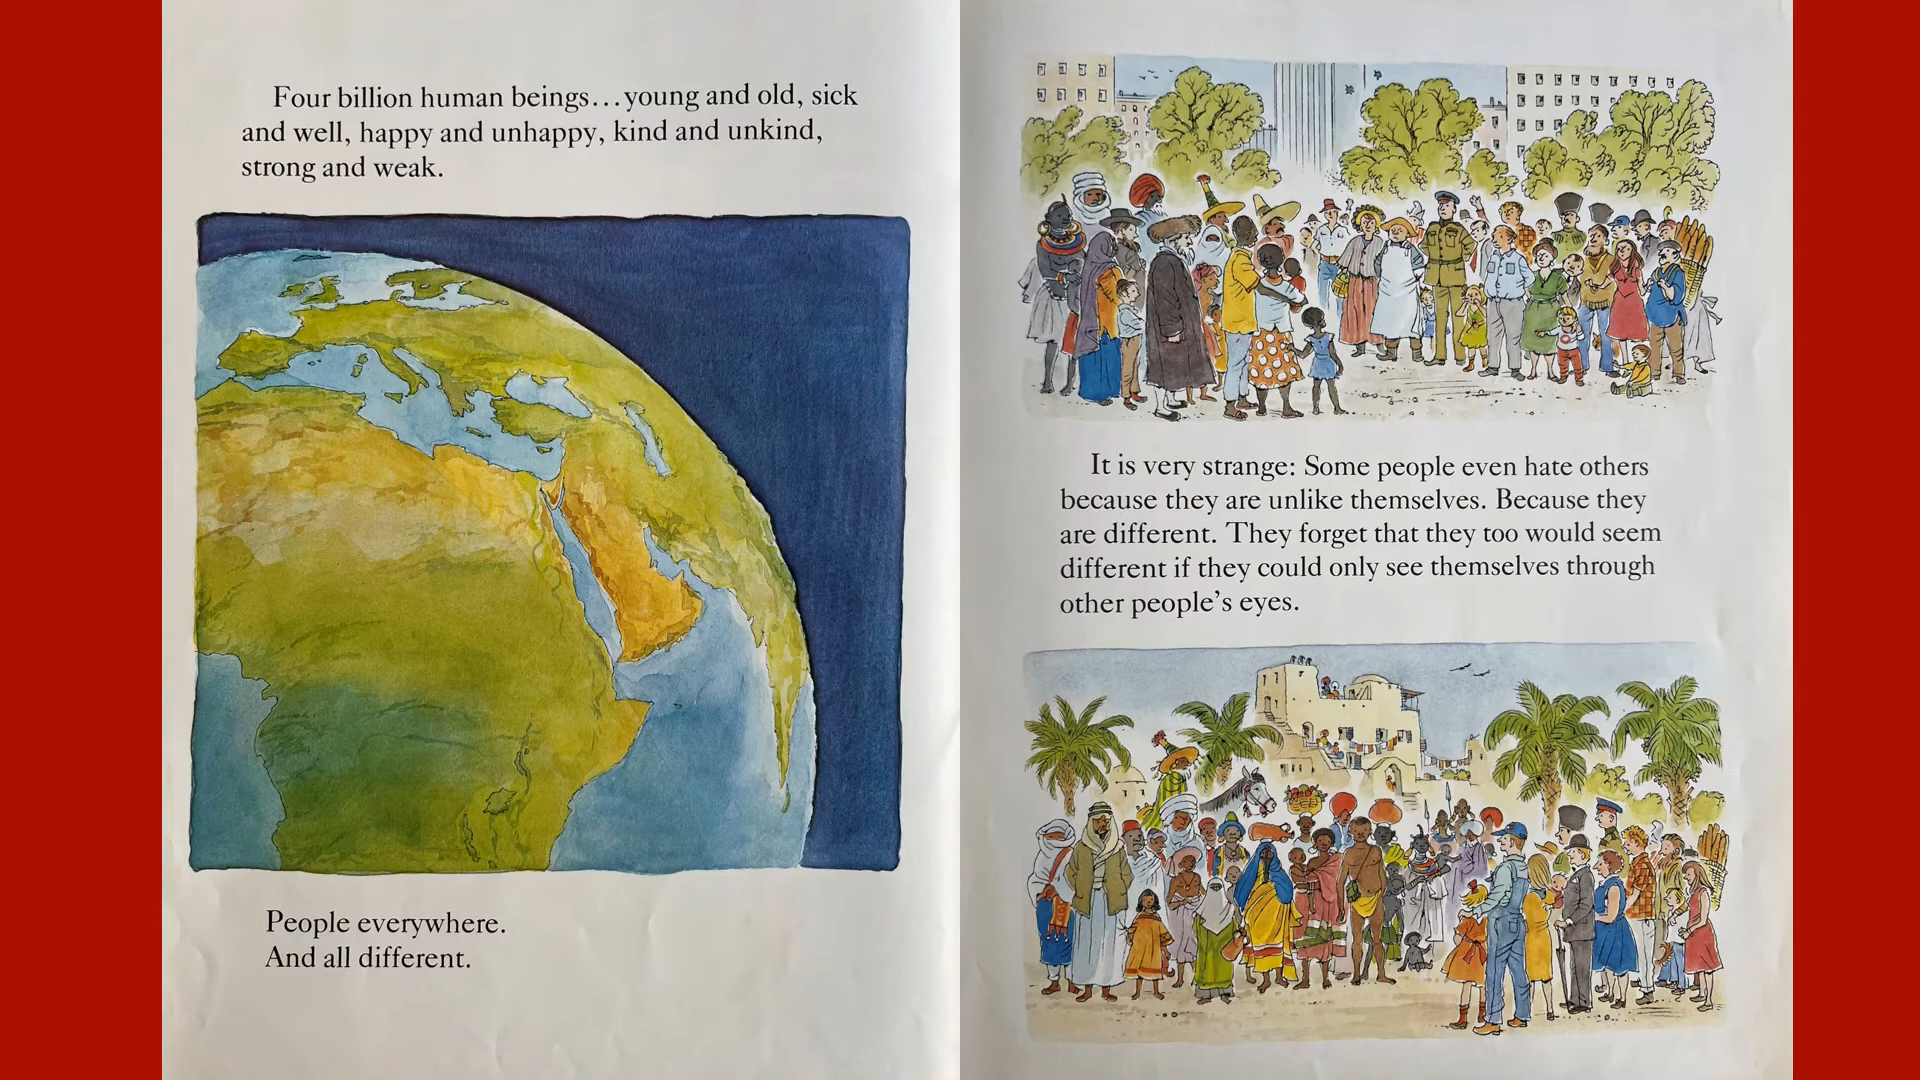 Four billion human beings...young and old, sick
and well, happy and unhappy, kind and unkind,
strong and weak.
People everywhere.
And all different.
It is very strange: Some people even hate others
because they are unlike themselves. Because they
are different. They forget that they too would seem
different if they could only see themselves through
other people's eyes.